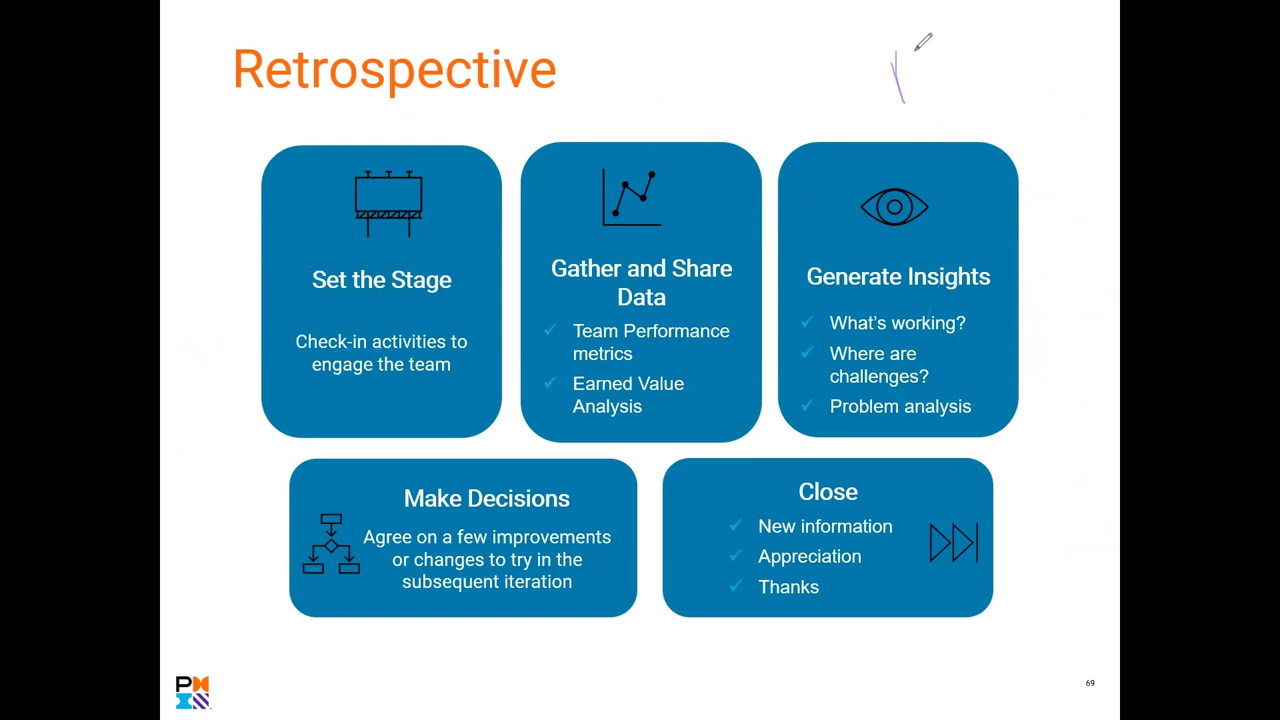 Retrospective
Set the Stage
Check-in activities to
engage the team
Gather and Share
Data
Team Performance
metrics
Earned Value
Analysis
Generate Insights
What's working?
Where are
challenges?
Problem analysis
Make Decisions
Agree on a few improvements
or changes to try in the
subsequent iteration
Close
New information
Appreciation
Thanks
P
69